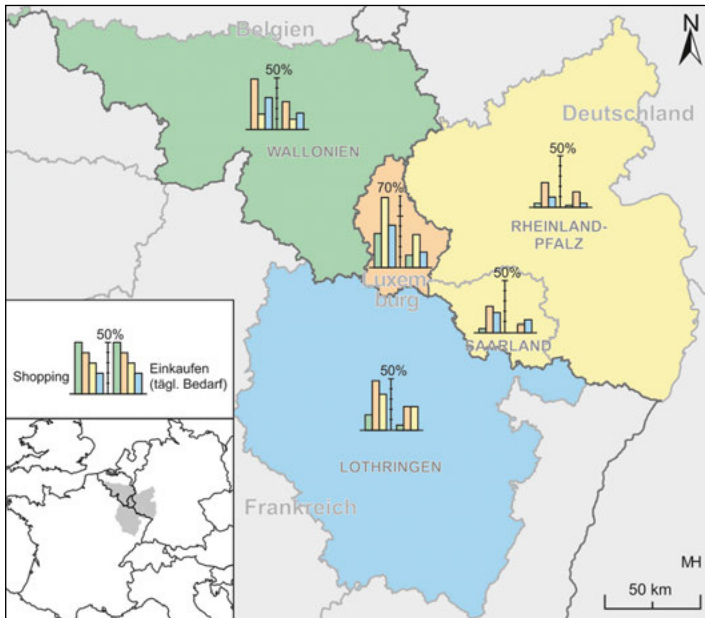 Belgien
N
50%
WALLONIEN
Deutschland
50%
RHEINLAND-
PFALZ
70%
Luxem-
burg
50%
SAARLAND
50%
Shopping
Einkaufen
(tägl. Bedarf)
50%
LOTHRINGEN
Frankreich
MH
50 km